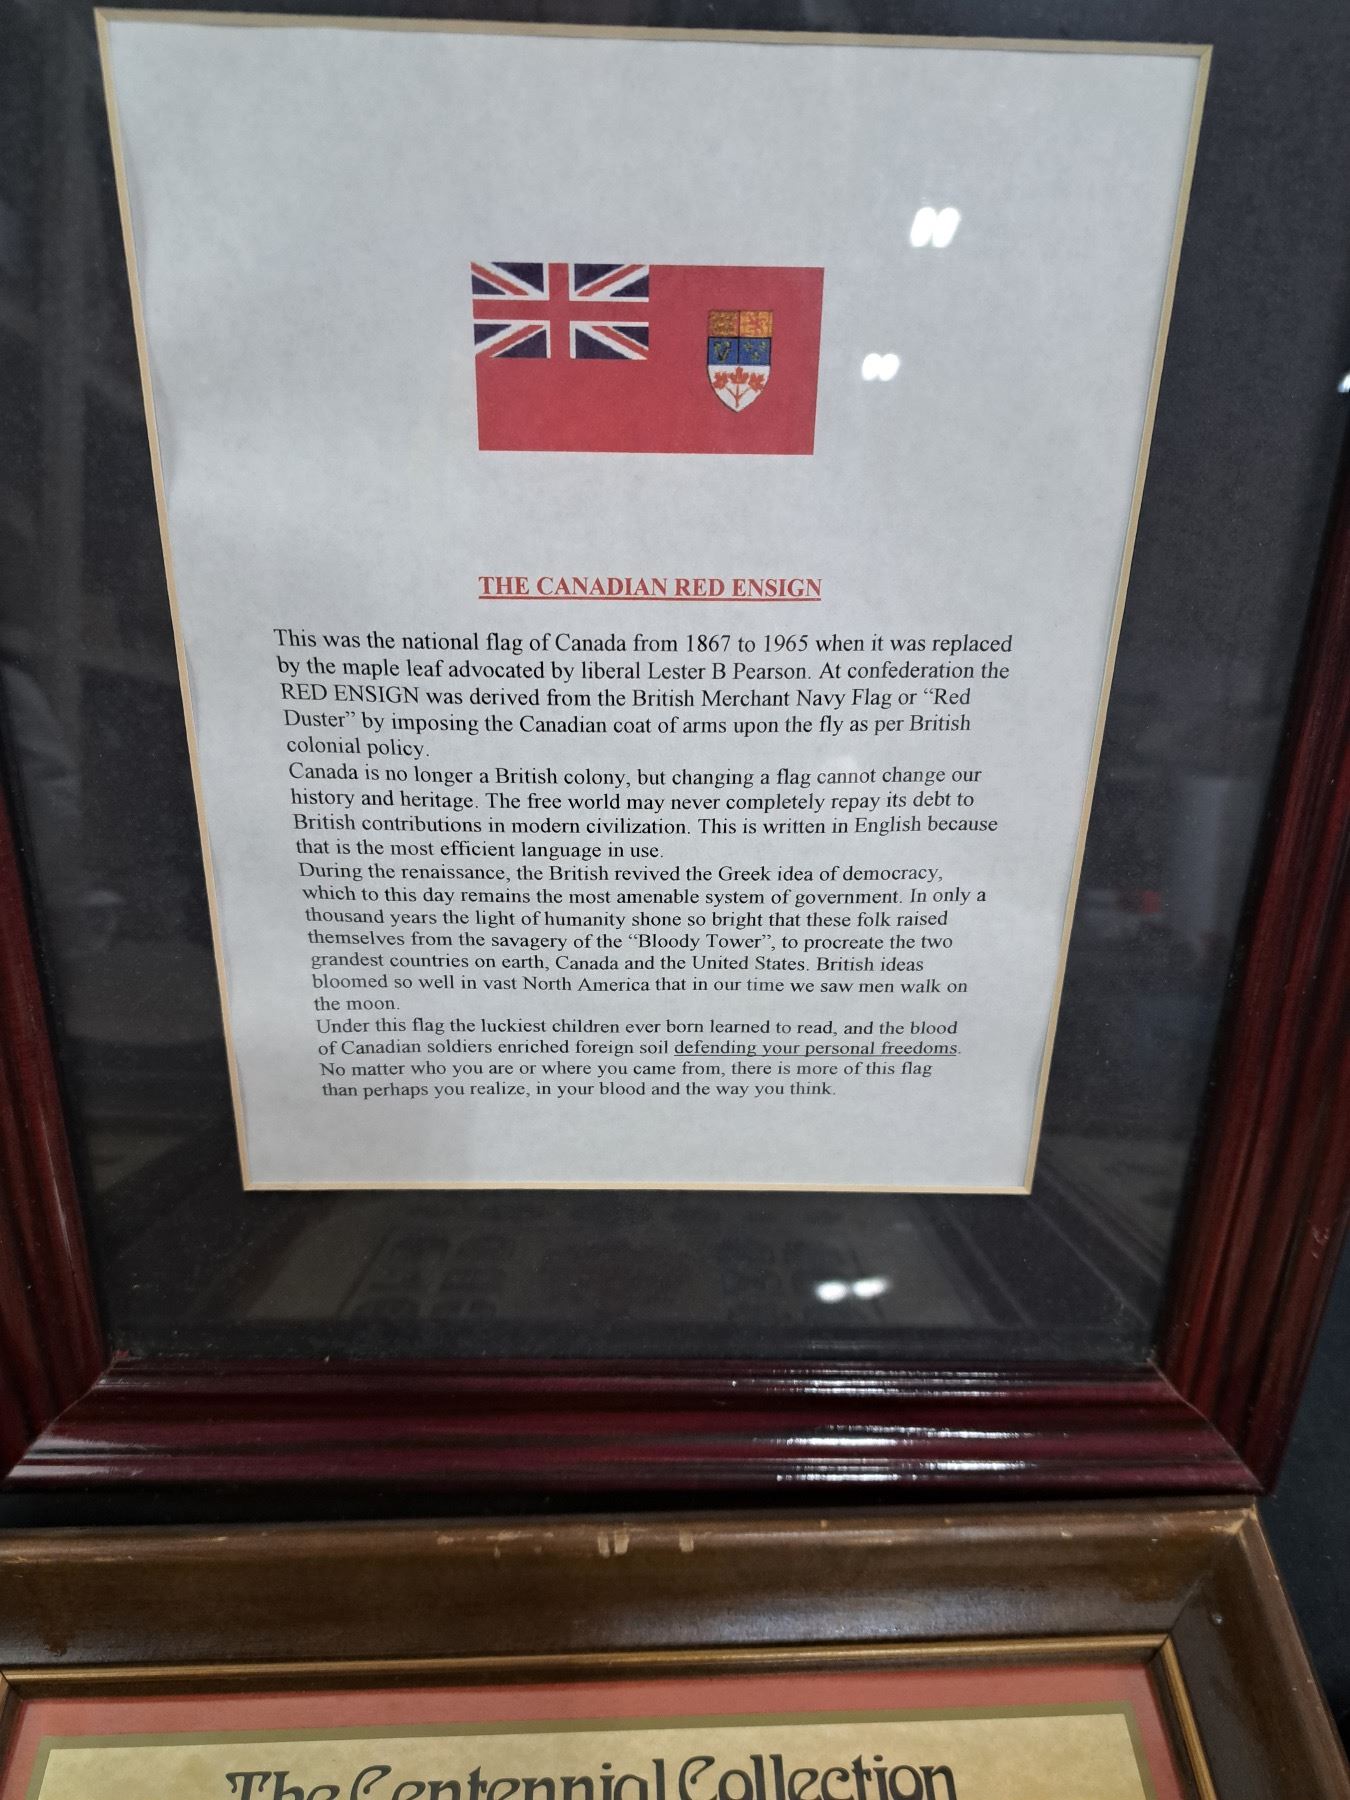 THE CANADIAN RED ENSIGN
This was the national flag of Canada from 1867 to 1965 when it was replaced
by the maple leaf advocated by liberal Lester B Pearson. At confederation the
RED ENSIGN was derived from the British Merchant Navy Flag or “Red
Duster” by imposing the Canadian coat of arms upon the fly as per British
colonial policy.
Canada is no longer a British colony, but changing a flag cannot change our
history and heritage. The free world may never completely repay its debt to
British contributions in modern civilization. This is written in English because
that is the most efficient language in use.
During the renaissance, the British revived the Greek idea of democracy,
which to this day remains the most amenable system of government. In only a
thousand years the light of humanity shone so bright that these folk raised
themselves from the savagery of the “Bloody Tower”, to procreate the two
grandest countries on earth, Canada and the United States. British ideas
bloomed so well in vast North America that in our time we saw men walk on
the moon.
Under this flag the luckiest children ever born learned to read, and the blood
of Canadian soldiers enriched foreign soil defending your personal freedoms.
No matter who you are or where you came from, there is more of this flag
than perhaps you realize, in your blood and the way you think.
The Centennial Collection